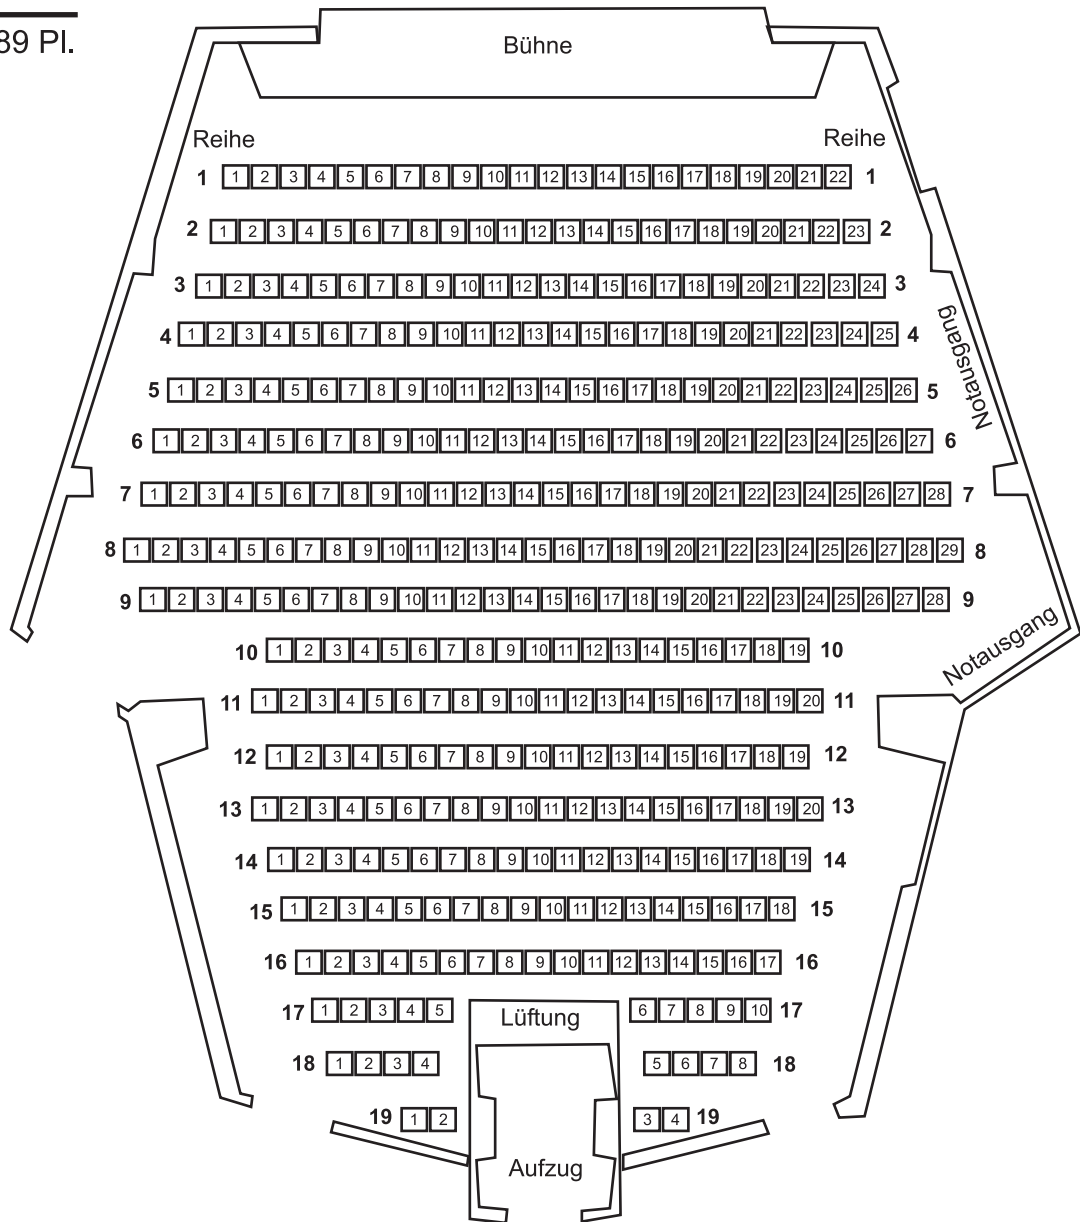 89 Pl.
Bühne
Reihe Reihe
1 1 2 3 4 5 6 7 8 9 10 11 12 13 14 15 16 17 18 19 20 21 22 1
2 1 2 3 4 5 6 7 8 9 10 11 12 13 14 15 16 17 18 19 20 21 22 23 2
3 1 2 3 4 5 6 7 8 9 10 11 12 13 14 15 16 17 18 19 20 21 22 23 24 3
4 1 2 3 4 5 6 7 8 9 10 11 12 13 14 15 16 17 18 19 20 21 22 23 24 25 4
Notausgang
5 1 2 3 4 5 6 7 8 9 10 11 12 13 14 15 16 17 18 19 20 21 22 23 24 25 26 5
6 1 2 3 4 5 6 7 8 9 10 11 12 13 14 15 16 17 18 19 20 21 22 23 24 25 26 27 6
7 1 2 3 4 5 6 7 8 9 10 11 12 13 14 15 16 17 18 19 20 21 22 23 24 25 26 27 28 7
8 1 2 3 4 5 6 7 8 9 10 11 12 13 14 15 16 17 18 19 20 21 22 23 24 25 26 27 28 29 8
9 1 2 3 4 5 6 7 8 9 10 11 12 13 14 15 16 17 18 19 20 21 22 23 24 25 26 27 28 9
Notausgang
10 1 2 3 4 5 6 7 8 9 10 11 12 13 14 15 16 17 18 19 10
11 1 2 3 4 5 6 7 8 9 10 11 12 13 14 15 16 17 18 19 20 11
12 1 2 3 4 5 6 7 8 9 10 11 12 13 14 15 16 17 18 19 12
13 1 2 3 4 5 6 7 8 9 10 11 12 13 14 15 16 17 18 19 20 13
14 1 2 3 4 5 6 7 8 9 10 11 12 13 14 15 16 17 18 19 14
15 1 2 3 4 5 6 7 8 9 10 11 12 13 14 15 16 17 18 15
16 1 2 3 4 5 6 7 8 9 10 11 12 13 14 15 16 17 16
17 1 2 3 4 5 6 7 8 9 10 17
Lüftung
18 1 2 3 4 5 6 7 8 18
19 1 2 3 4 19
Aufzug